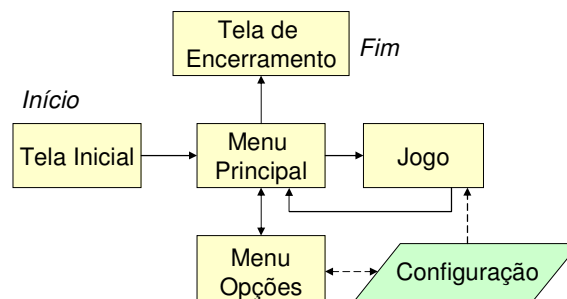 Tela de
Encerramento
Fim
Início
Tela Inicial
Menu
Principal
Jogo
Menu
Opções
Configuração